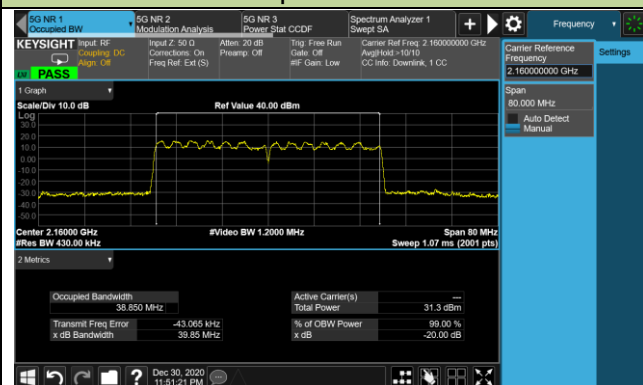 5G NR 1
Occupied BW
5G NR 2
Modulation Analysis
5G NR 3
Power Stat CCDF
Spectrum Analyzer 1
Swept SA
Frequency
KEYSIGHT
Input: RF
Coupling: DC
Align: Off
Input Z: 50 Ω
Corrections: On
Freq Ref: Ext (S)
Atten: 20 dB
Preamp: Off
Trig: Free Run
Gate: Off
#IF Gain: Low
Carrier Ref Freq: 2.160000000 GHz
Avg|Hold:>10/10
CC Info: Downlink, 1 CC
PASS
Carrier Reference
Frequency
2.160000000 GHz
Settings
Span
80.000 MHz
Auto Detect
Manual
1 Graph
Scale/Div 10.0 dB
Ref Value 40.00 dBm
Log
30.0
20.0
10.0
0.00
-10.0
-20.0
-30.0
-40.0
-50.0
Center 2.16000 GHz
#Video BW 1.2000 MHz
Span 80 MHz
#Res BW 430.00 kHz
Sweep 1.07 ms (2001 pts)
2 Metrics
Occupied Bandwidth
38.850 MHz
Active Carrier(s)
---
Total Power
31.3 dBm
Transmit Freq Error
-43.065 kHz
x dB Bandwidth
39.85 MHz
% of OBW Power
99.00 %
x dB
-20.00 dB
Dec 30, 2020
11:51:21 PM